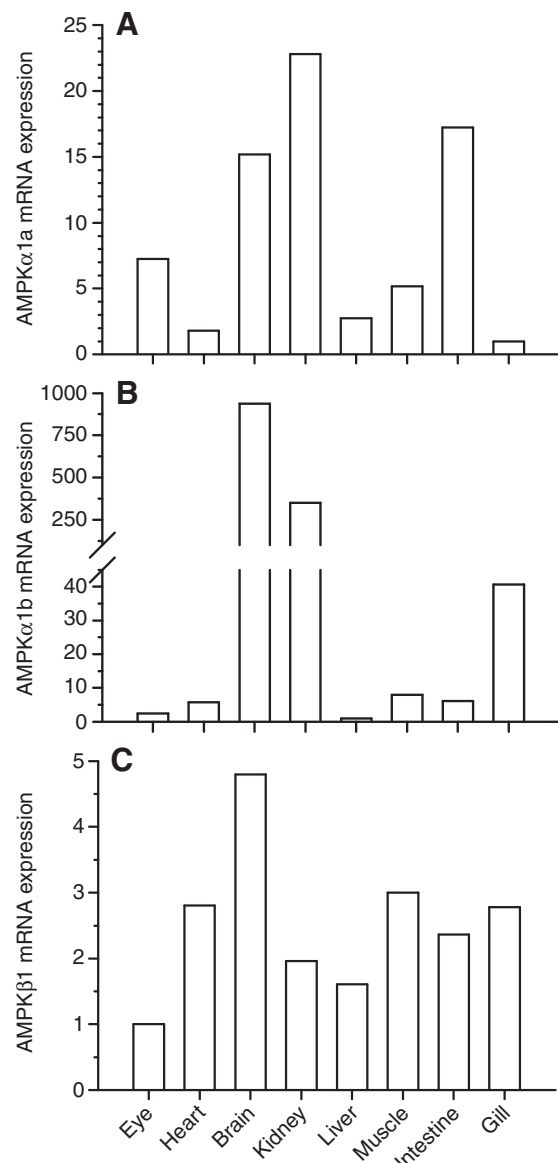 A
AMPKα1a mRNA expression
25
20
15
10
5
0
B
AMPKα1b mRNA expression
1000
750
500
250
40
30
20
10
0
C
AMPKβ1 mRNA expression
5
4
3
2
1
0
Eye
Heart
Brain
Kidney
Liver
Muscle
Intestine
Gill